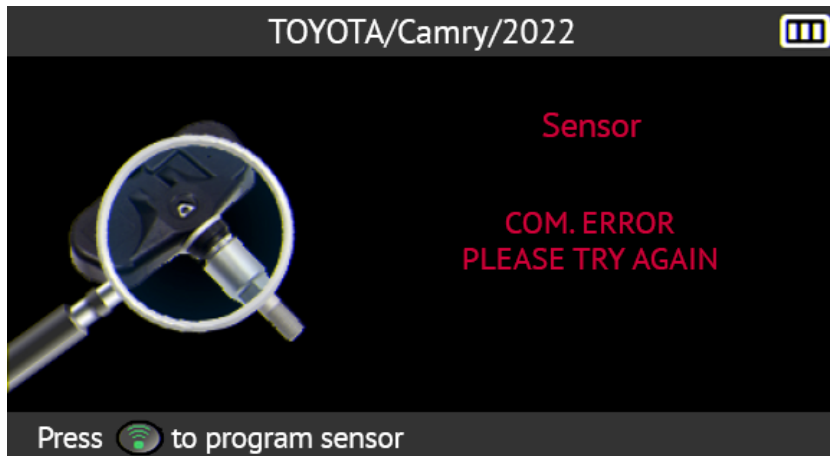 TOYOTA/Camry/2022
Sensor
COM. ERROR
PLEASE TRY AGAIN
Press to program sensor